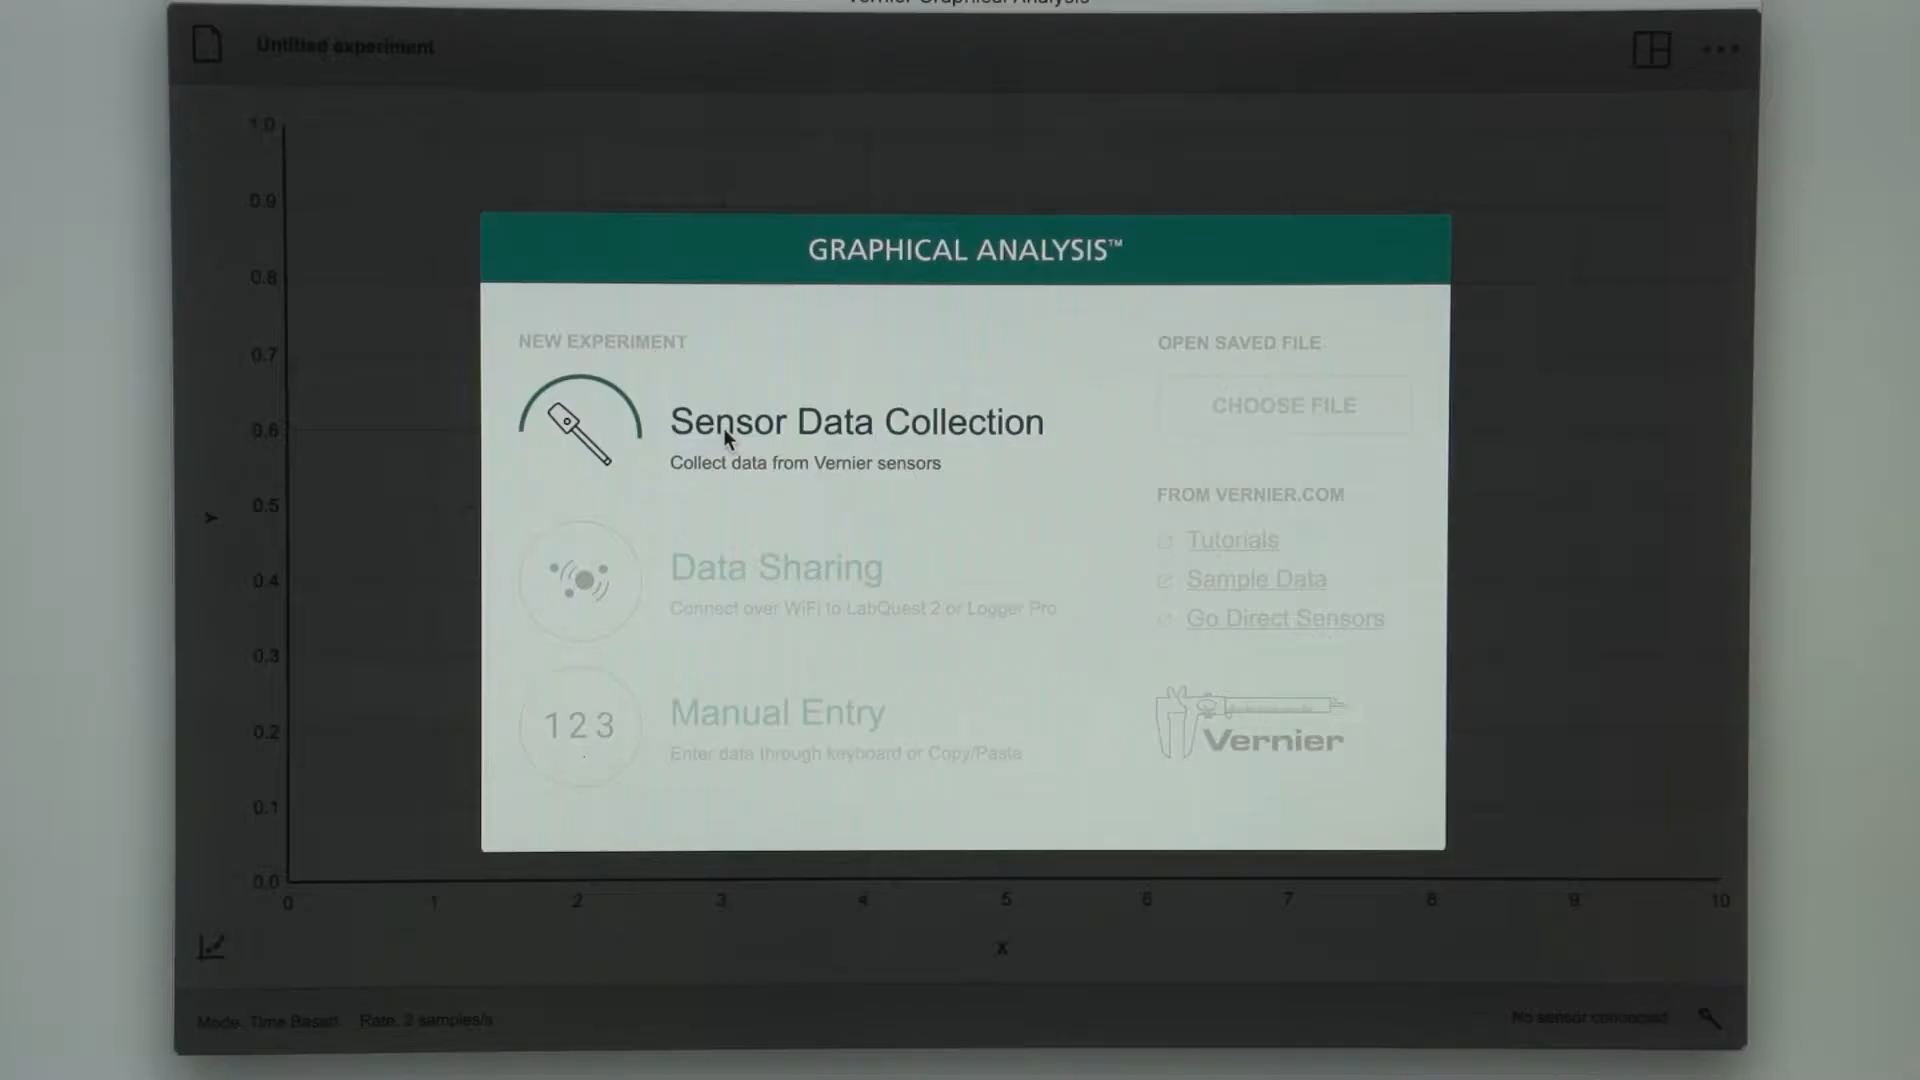 Vernier Graphical Analysis
Untitled experiment
GRAPHICAL ANALYSIS™
NEW EXPERIMENT
Sensor Data Collection
Collect data from Vernier sensors
Data Sharing
Connect over WiFi to LabQuest 2 or Logger Pro
123
Manual Entry
Enter data through keyboard or Copy/Paste
OPEN SAVED FILE
CHOOSE FILE
FROM VERNIER.COM
Tutorials
Sample Data
Go Direct Sensors
Vernier
1.0
0.9
0.8
0.7
0.6
0.5
0.4
0.3
0.2
0.1
0.0
Y
0 1 2 3 4 5 6 7 8 9 10
X
Mode: Time Based Rate: 2 samples/s
No sensor connected